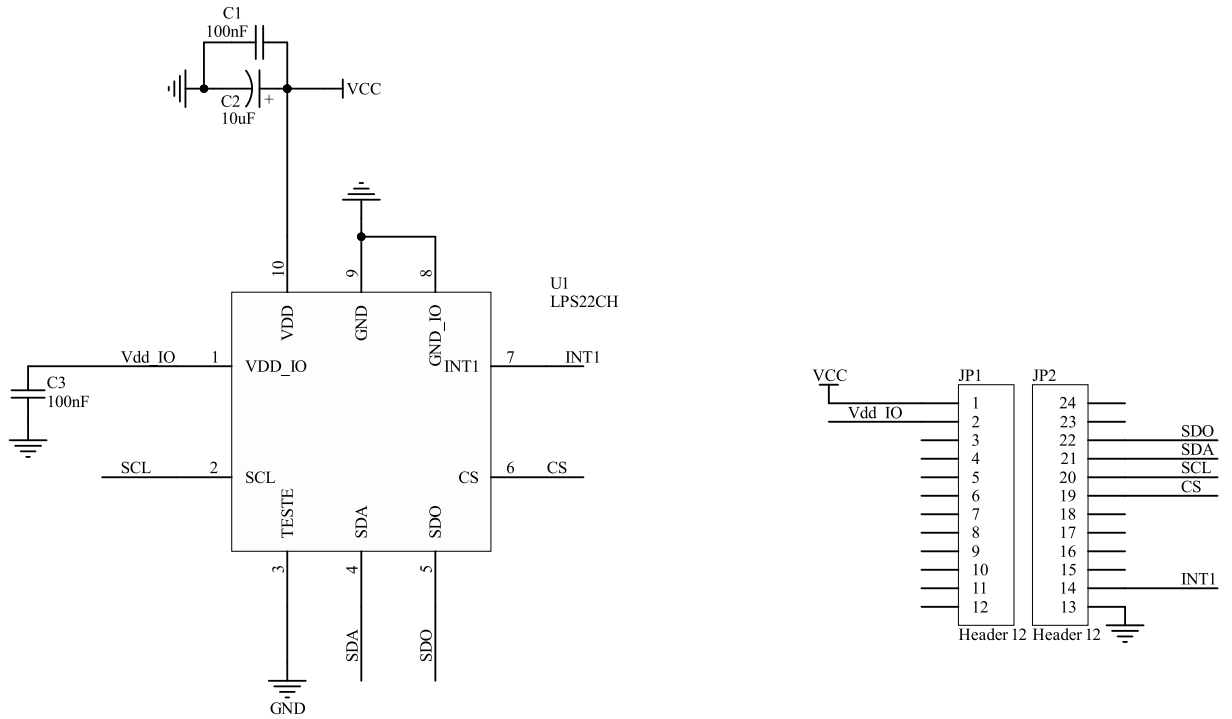 C1
100nF
C2
+
10uF
VCC
10
9
8
U1
LPS22CH
VDD
GND
GND_IO
Vdd_IO
1
VDD_IO
INT1
7
INT1
C3
100nF
SCL
2
SCL
CS
6
CS
TESTE
SDA
SDO
3
4
5
SDA
SDO
GND
VCC
Vdd_IO
JP1
1
2
3
4
5
6
7
8
9
10
11
12
Header 12
JP2
24
23
22
21
20
19
18
17
16
15
14
13
Header 12
SDO
SDA
SCL
CS
INT1